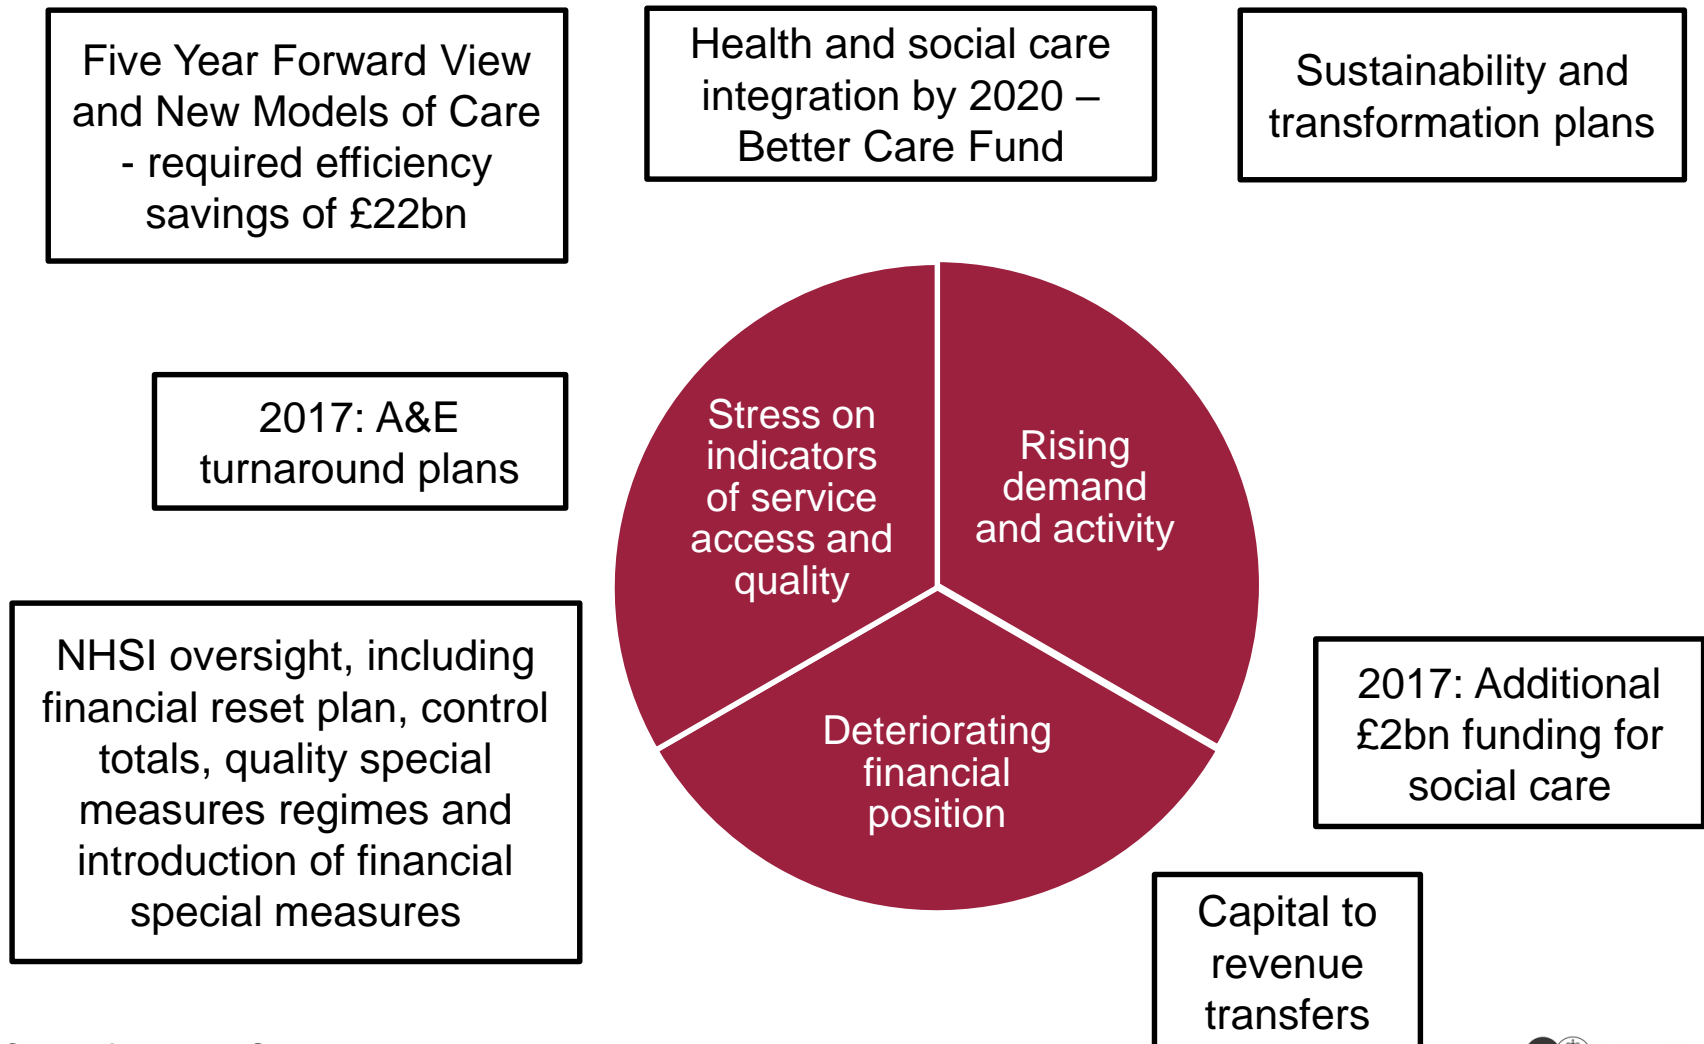 Five Year Forward View
and New Models of Care
- required efficiency
savings of £22bn
Health and social care
integration by 2020 –
Better Care Fund
Sustainability and
transformation plans
2017: A&E
turnaround plans
Stress on
indicators
of service
access and
quality
Rising
demand
and activity
Deteriorating
financial
position
NHSI oversight, including
financial reset plan, control
totals, quality special
measures regimes and
introduction of financial
special measures
2017: Additional
£2bn funding for
social care
Capital to
revenue
transfers